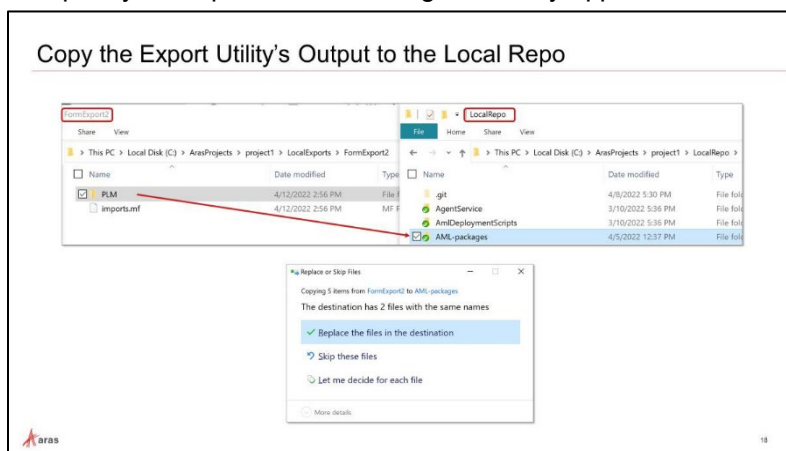 Copy the Export Utility's Output to the Local Repo
FormExport2
Share View
This PC > Local Disk (C:) > ArasProjects > project1 > LocalExports > FormExport2
Name Date modified Type
PLM 4/12/2022 2:56 PM File f
imports.mf 4/12/2022 2:56 PM MF F
LocalRepo
File Home Share View
This PC > Local Disk (C:) > ArasProjects > project1 > LocalRepo >
Name Date modified Type
.git 4/8/2022 5:30 PM File fold
AgentService 3/10/2022 5:36 PM File fold
AmlDeploymentScripts 3/10/2022 5:36 PM File fold
AML-packages 4/5/2022 12:37 PM File fold
Replace or Skip Files
Copying 5 items from FormExport2 to AML-packages
The destination has 2 files with the same names
Replace the files in the destination
Skip these files
Let me decide for each file
More details
aras
18